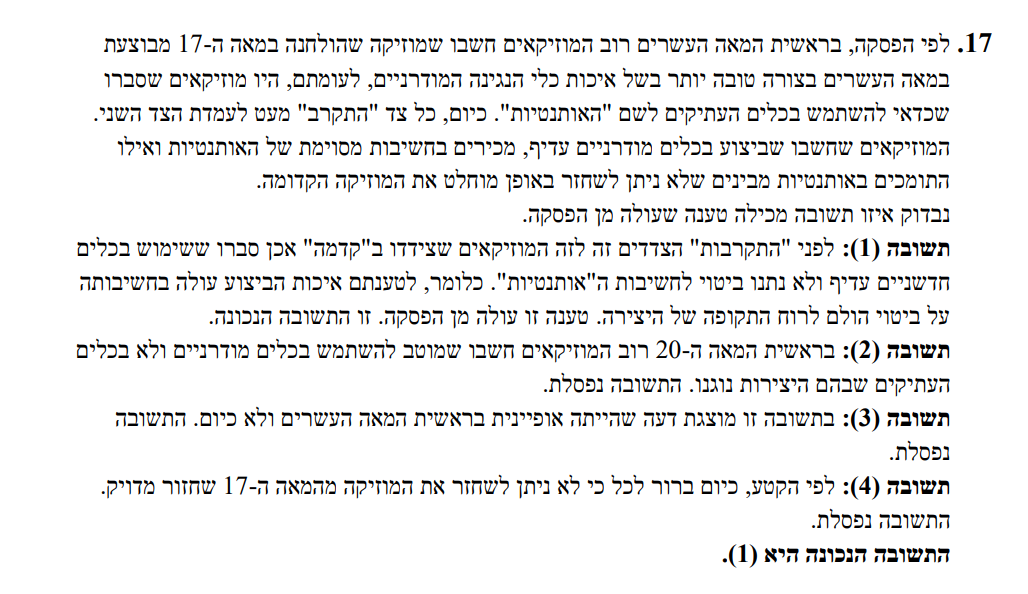 17. לפי הפסקה, בראשית המאה העשרים רוב המוזיקאים חשבו שמוזיקה שהולחנה במאה ה-17 מבוצעת
במאה העשרים בצורה טובה יותר בשל איכות כלי הנגינה המודרניים, לעומתם, היו מוזיקאים שסברו
שכדאי להשתמש בכלים העתיקים לשם "האותנטיות". כיום, כל צד "התקרב" מעט לעמדת הצד השני.
המוזיקאים שחשבו שביצוע בכלים מודרניים עדיף, מכירים בחשיבות מסוימת של האותנטיות ואילו
התומכים באותנטיות מבינים שלא ניתן לשחזר באופן מוחלט את המוזיקה הקדומה.
נבדוק איזו תשובה מכילה טענה שעולה מן הפסקה.
תשובה (1): לפני "התקרבות" הצדדים זה לזה המוזיקאים שצידדו ב"קדמה" אכן סברו ששימוש בכלים
חדשניים עדיף ולא נתנו ביטוי לחשיבות ה"אותנטיות". כלומר, לטענתם איכות הביצוע עולה בחשיבותה
על ביטוי הולם לרוח התקופה של היצירה. טענה זו עולה מן הפסקה. זו התשובה הנכונה.
תשובה (2): בראשית המאה ה-20 רוב המוזיקאים חשבו שמוטב להשתמש בכלים מודרניים ולא בכלים
העתיקים שבהם היצירות נוגנו. התשובה נפסלת.
תשובה (3): בתשובה זו מוצגת דעה שהייתה אופיינית בראשית המאה העשרים ולא כיום. התשובה
נפסלת.
תשובה (4): לפי הקטע, כיום ברור לכל כי לא ניתן לשחזר את המוזיקה מהמאה ה-17 שחזור מדויק.
התשובה נפסלת.
התשובה הנכונה היא (1).